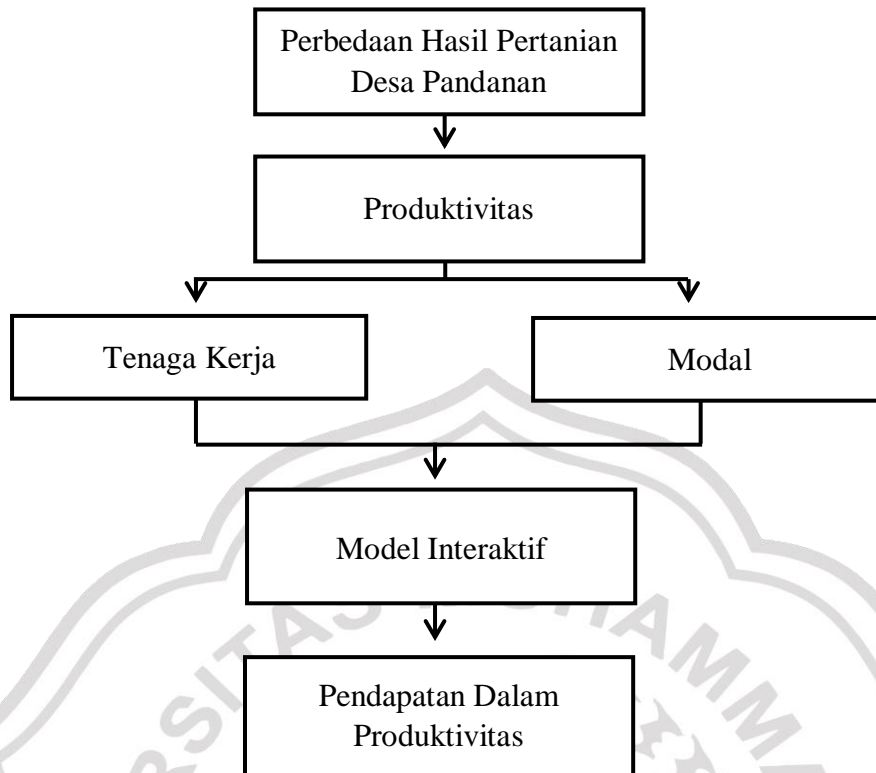 Perbedaan Hasil Pertanian
Desa Pandanan
Produktivitas
Tenaga Kerja
Modal
Model Interaktif
Pendapatan Dalam
Produktivitas